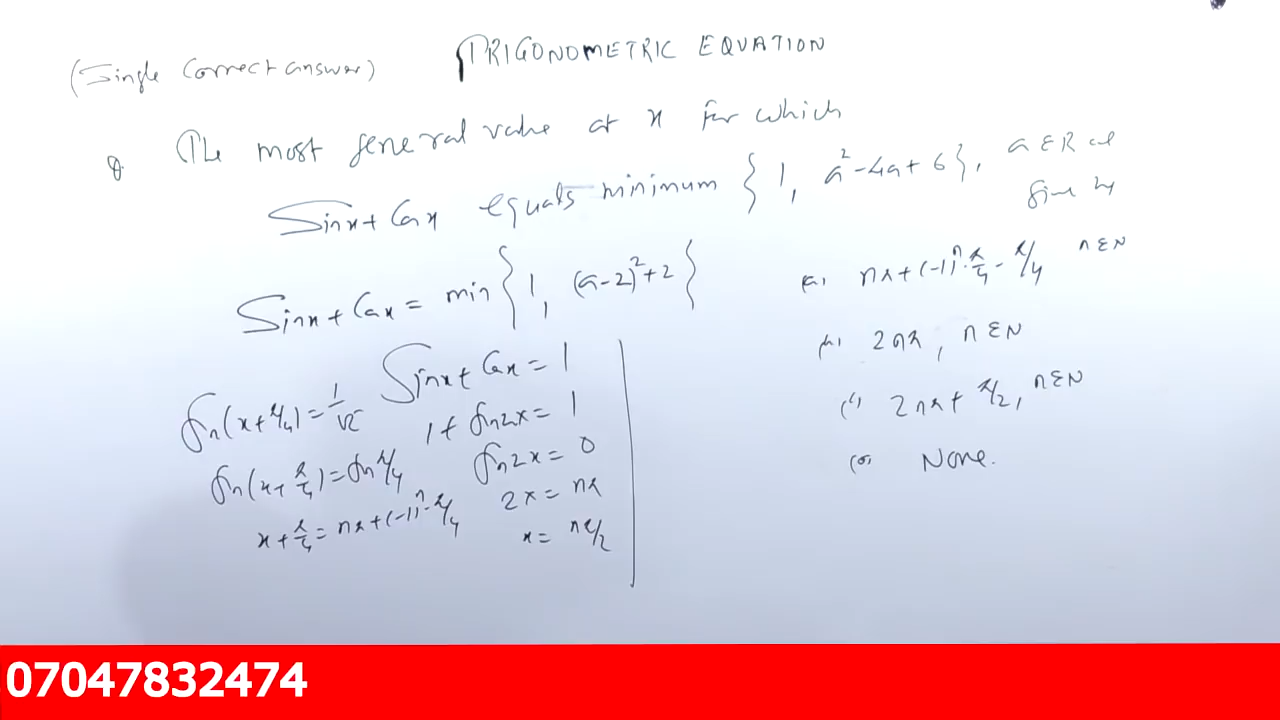 (Single Correct answer) TRIGONOMETRIC EQUATION
Q. The most general value of x for which
Sinx + Cosx equals minimum { 1, a² - 4a + 6 }, a ∈ R
Sinx + Cosx = min { 1, (a-2)² + 2 }
Sinx + Cosx = 1
1 + Sin2x = 1
Sin2x = 0
2x = nπ
x = nπ/2
Sin(x + π/4) = 1/√2
Sin(x + π/4) = Sin π/4
x + π/4 = nπ + (-1)ⁿ · π/4
(a) nπ + (-1)ⁿ · π/4 - π/4 n ∈ N
(b) 2nπ, n ∈ N
(c) 2nπ + π/2, n ∈ N
(d) None.
07047832474